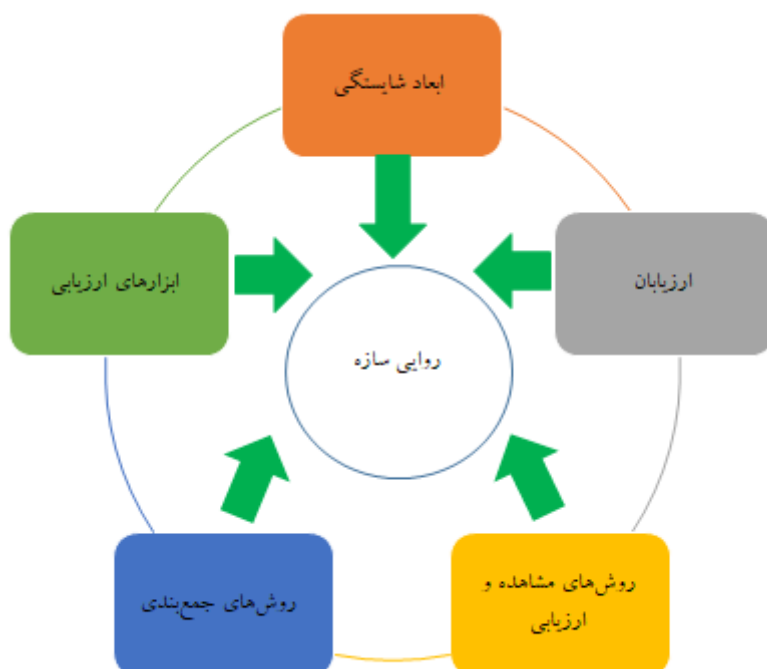 ابعاد شایستگی
ارزیابان
ابزارهای ارزیابی
روایی سازه
روش‌های مشاهده و
ارزیابی
روش‌های جمع‌بندی